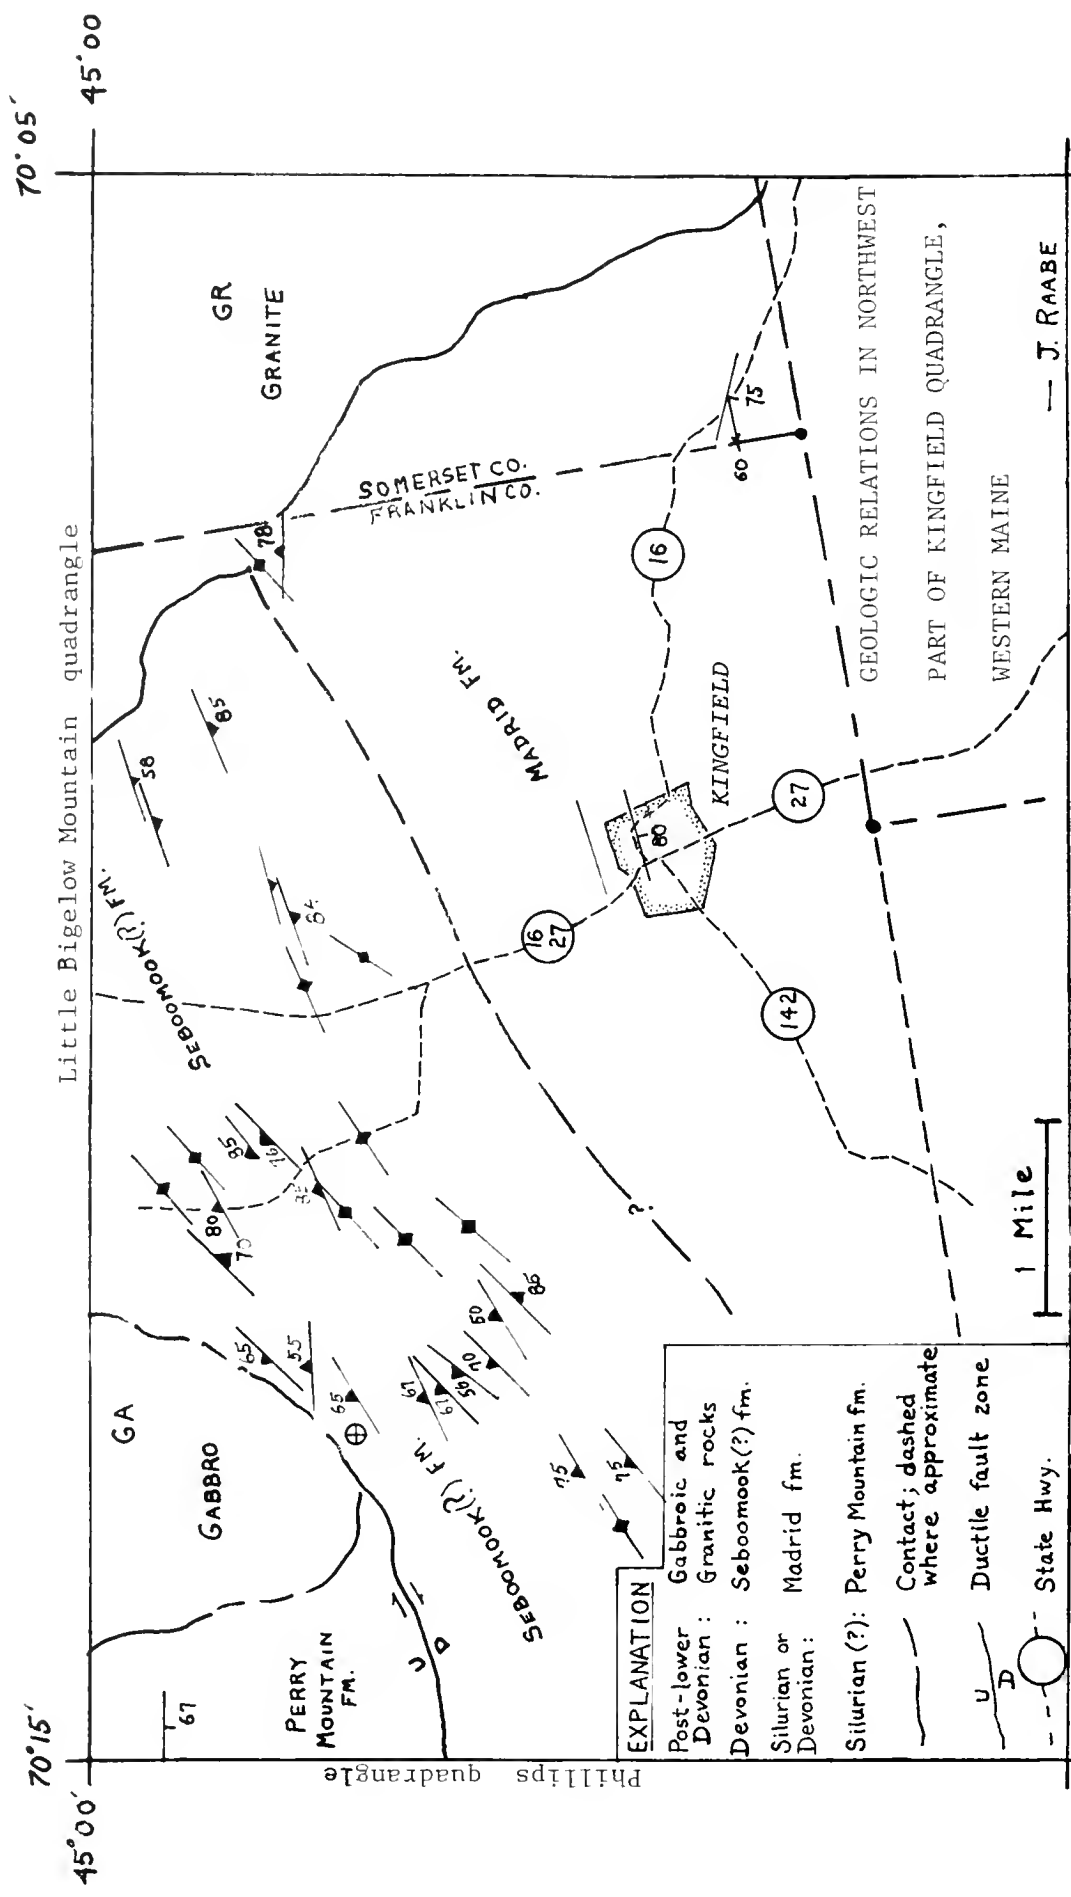 70°15′
70°05′
45°00′
45°00
Little Bigelow Mountain quadrangle
Phillips quadrangle
GA
GABBRO
GR
GRANITE
PERRY
MOUNTAIN
FM.
67
U
D
SEBOOMOOK(?) FM.
SEBOOMOOK(?) FM.
MADRID FM.
SOMERSET CO.
FRANKLIN CO.
KINGFIELD
65
55
65
67
67
56
70
60
86
75
75
80
70
85
76
84
58
85
78
80
60
75
16
27
16
27
142
?
GEOLOGIC RELATIONS IN NORTHWEST
PART OF KINGFIELD QUADRANGLE,
WESTERN MAINE
— J. RAABE
1 Mile
EXPLANATION
Post-lower Devonian : Gabbroic and Granitic rocks
Devonian : Seboomook(?) fm.
Silurian or Devonian : Madrid fm.
Silurian (?): Perry Mountain fm.
Contact; dashed
where approximate
U
D
Ductile fault zone
State Hwy.